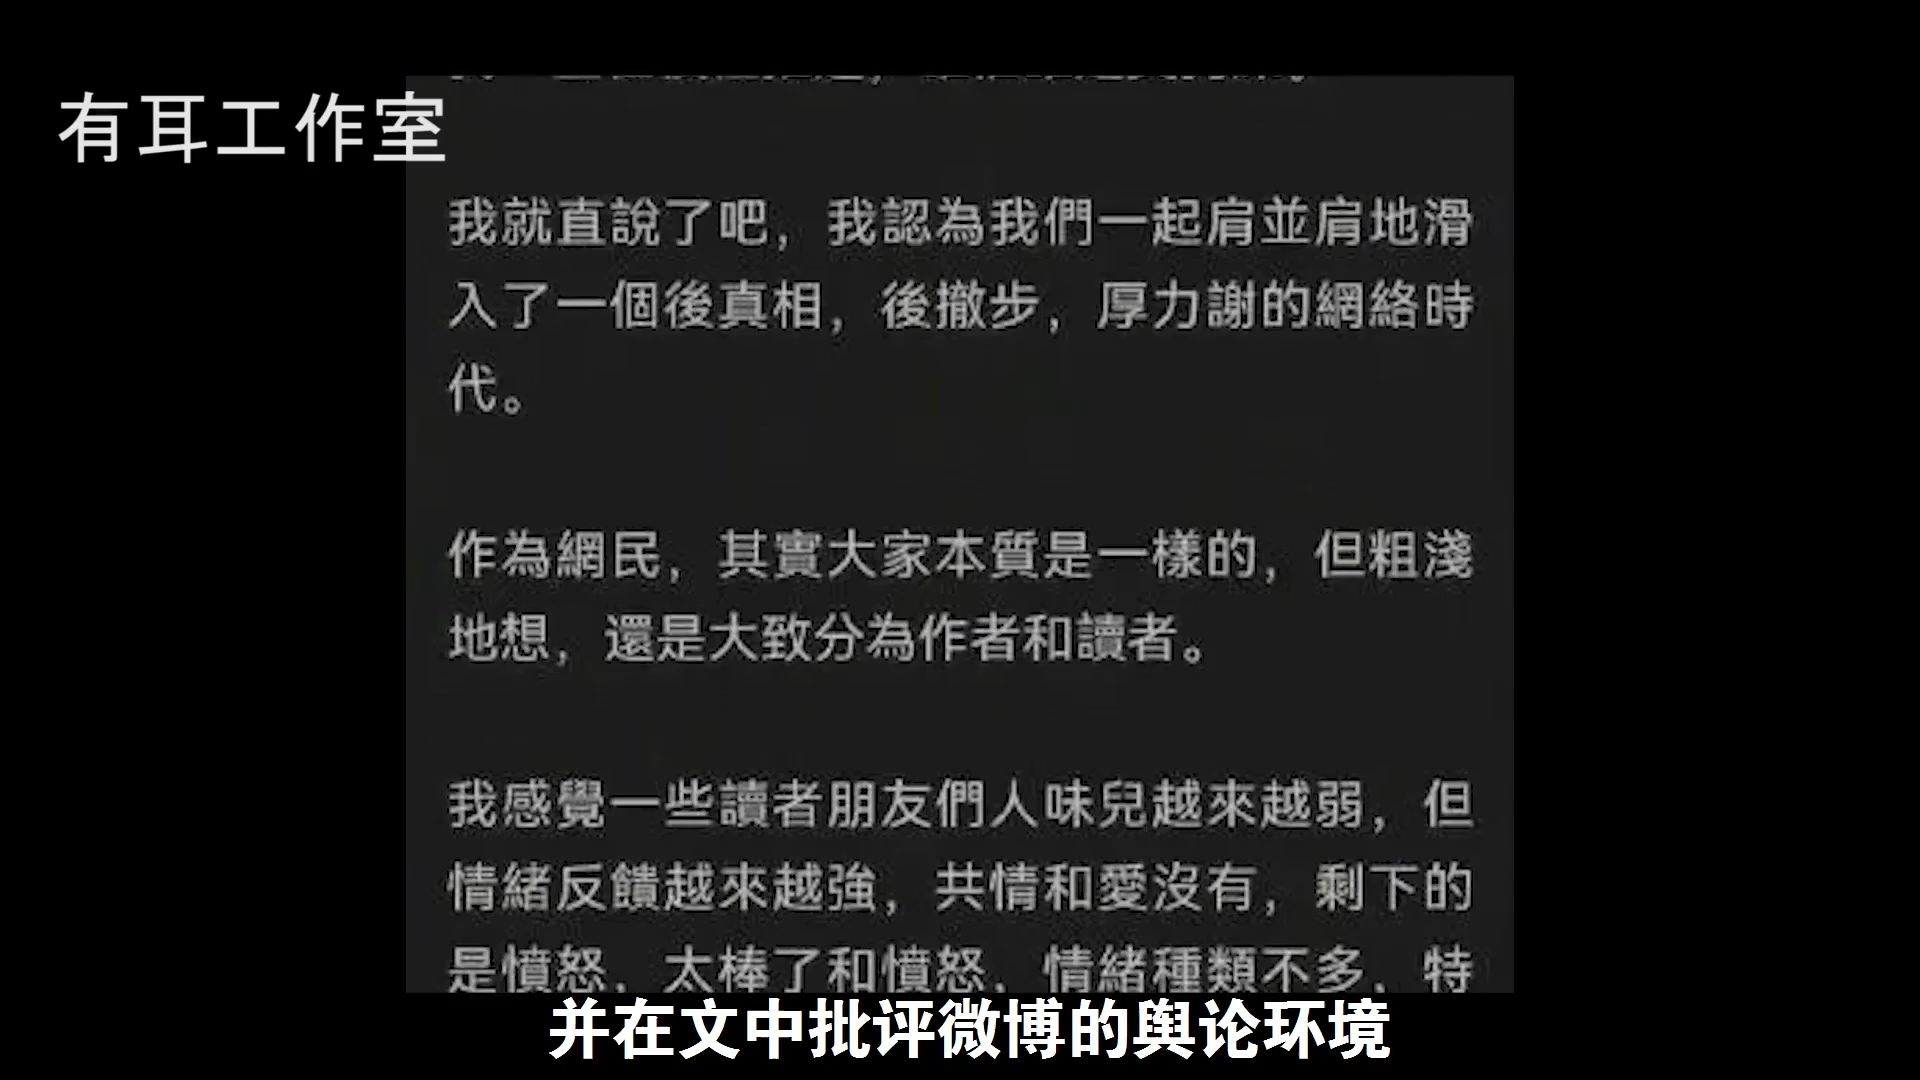 有耳工作室
我就直說了吧，我認為我們一起肩並肩地滑
入了一個後真相，後撤步，厚力謝的網絡時
代。
作為網民，其實大家本質是一樣的，但粗淺
地想，還是大致分為作者和讀者。
我感覺一些讀者朋友們人味兒越來越弱，但
情緒反饋越來越強，共情和愛沒有，剩下的
是憤怒，太棒了和憤怒，情緒種類不多，特
并在文中批评微博的舆论环境